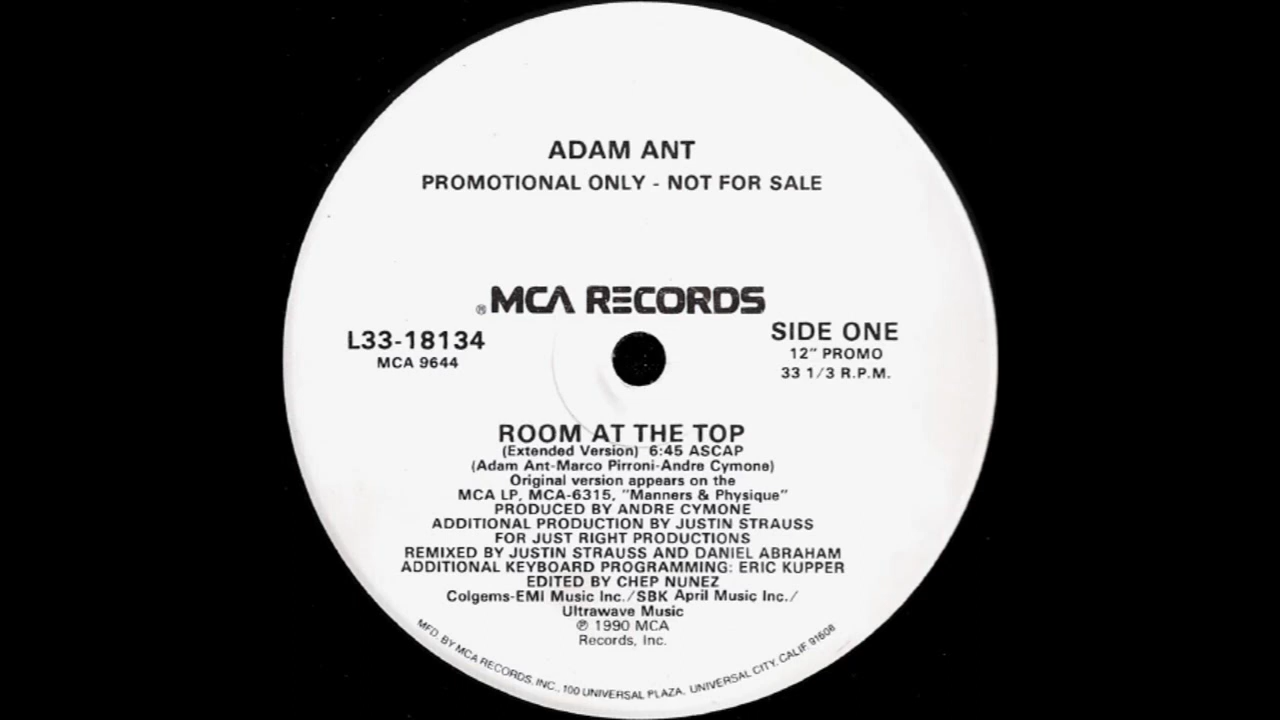 ADAM ANT
PROMOTIONAL ONLY - NOT FOR SALE
® MCA RECORDS
L33-18134
MCA 9644
SIDE ONE
12" PROMO
33 1/3 R.P.M.
ROOM AT THE TOP
(Extended Version) 6:45 ASCAP
(Adam Ant-Marco Pirroni-Andre Cymone)
Original version appears on the
MCA LP, MCA-6315, "Manners & Physique"
PRODUCED BY ANDRE CYMONE
ADDITIONAL PRODUCTION BY JUSTIN STRAUSS
FOR JUST RIGHT PRODUCTIONS
REMIXED BY JUSTIN STRAUSS AND DANIEL ABRAHAM
ADDITIONAL KEYBOARD PROGRAMMING: ERIC KUPPER
EDITED BY CHEP NUNEZ
Colgems-EMI Music Inc./SBK April Music Inc./
Ultrawave Music
℗ 1990 MCA
Records, Inc.
MFD. BY MCA RECORDS, INC., 100 UNIVERSAL PLAZA, UNIVERSAL CITY, CALIF. 91608